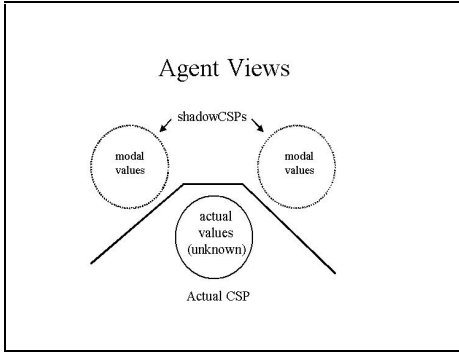 Agent Views
shadowCSPs
modal
values
modal
values
actual
values
(unknown)
Actual CSP